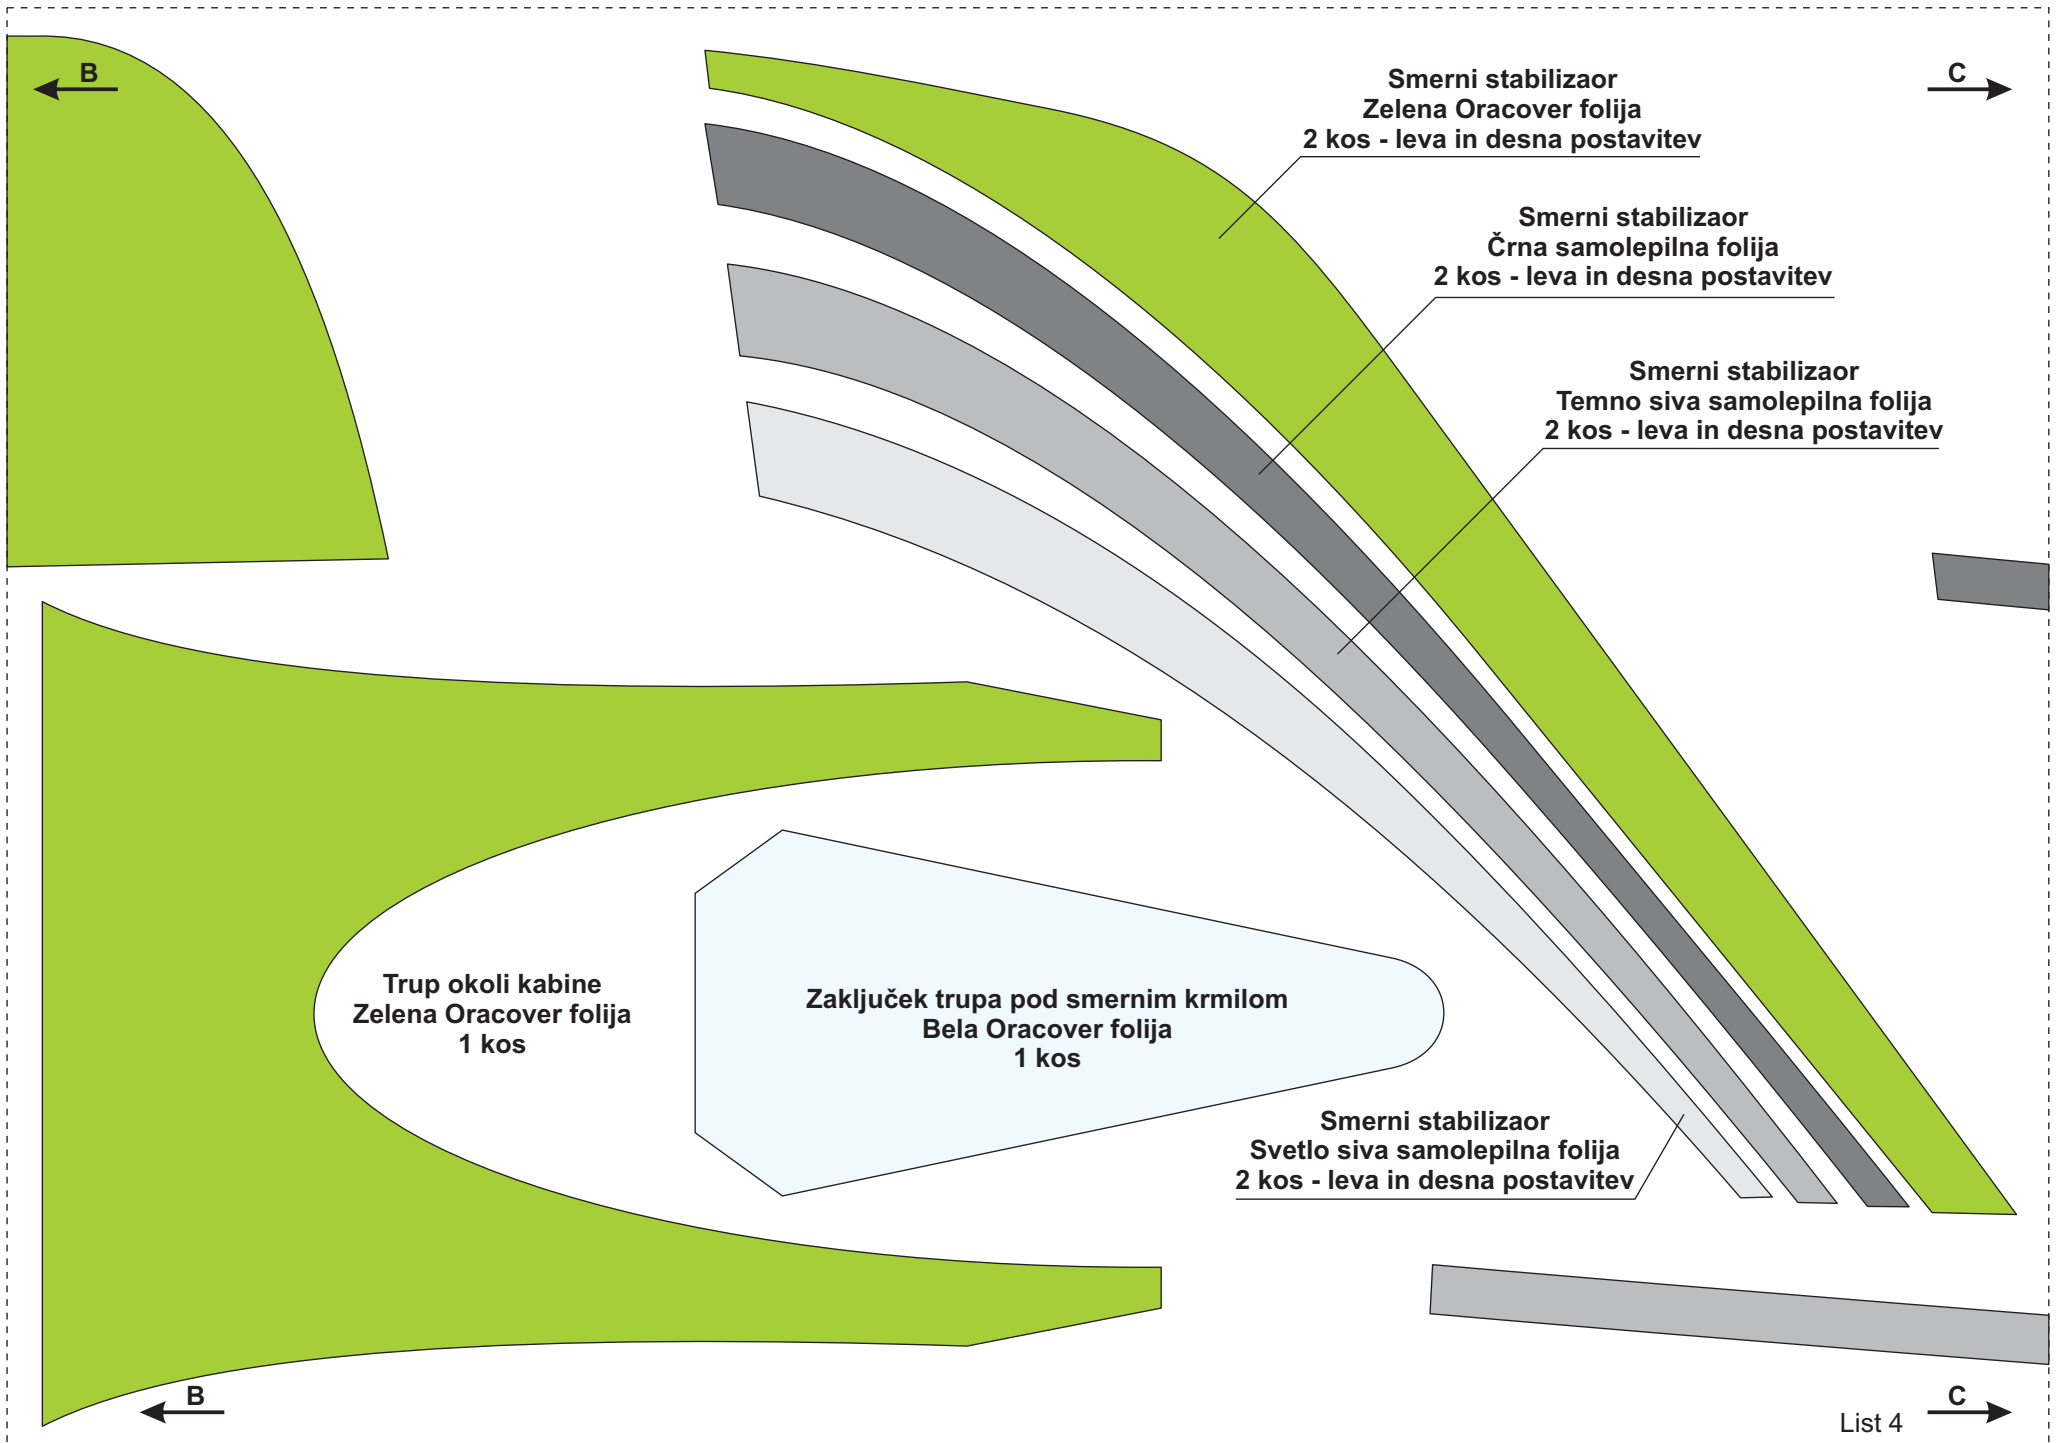 B
C
Smerni stabilizaor
Zelena Oracover folija
2 kos - leva in desna postavitev
Smerni stabilizaor
Črna samolepilna folija
2 kos - leva in desna postavitev
Smerni stabilizaor
Temno siva samolepilna folija
2 kos - leva in desna postavitev
Trup okoli kabine
Zelena Oracover folija
1 kos
Zaključek trupa pod smernim krmilom
Bela Oracover folija
1 kos
Smerni stabilizaor
Svetlo siva samolepilna folija
2 kos - leva in desna postavitev
B
C
List 4